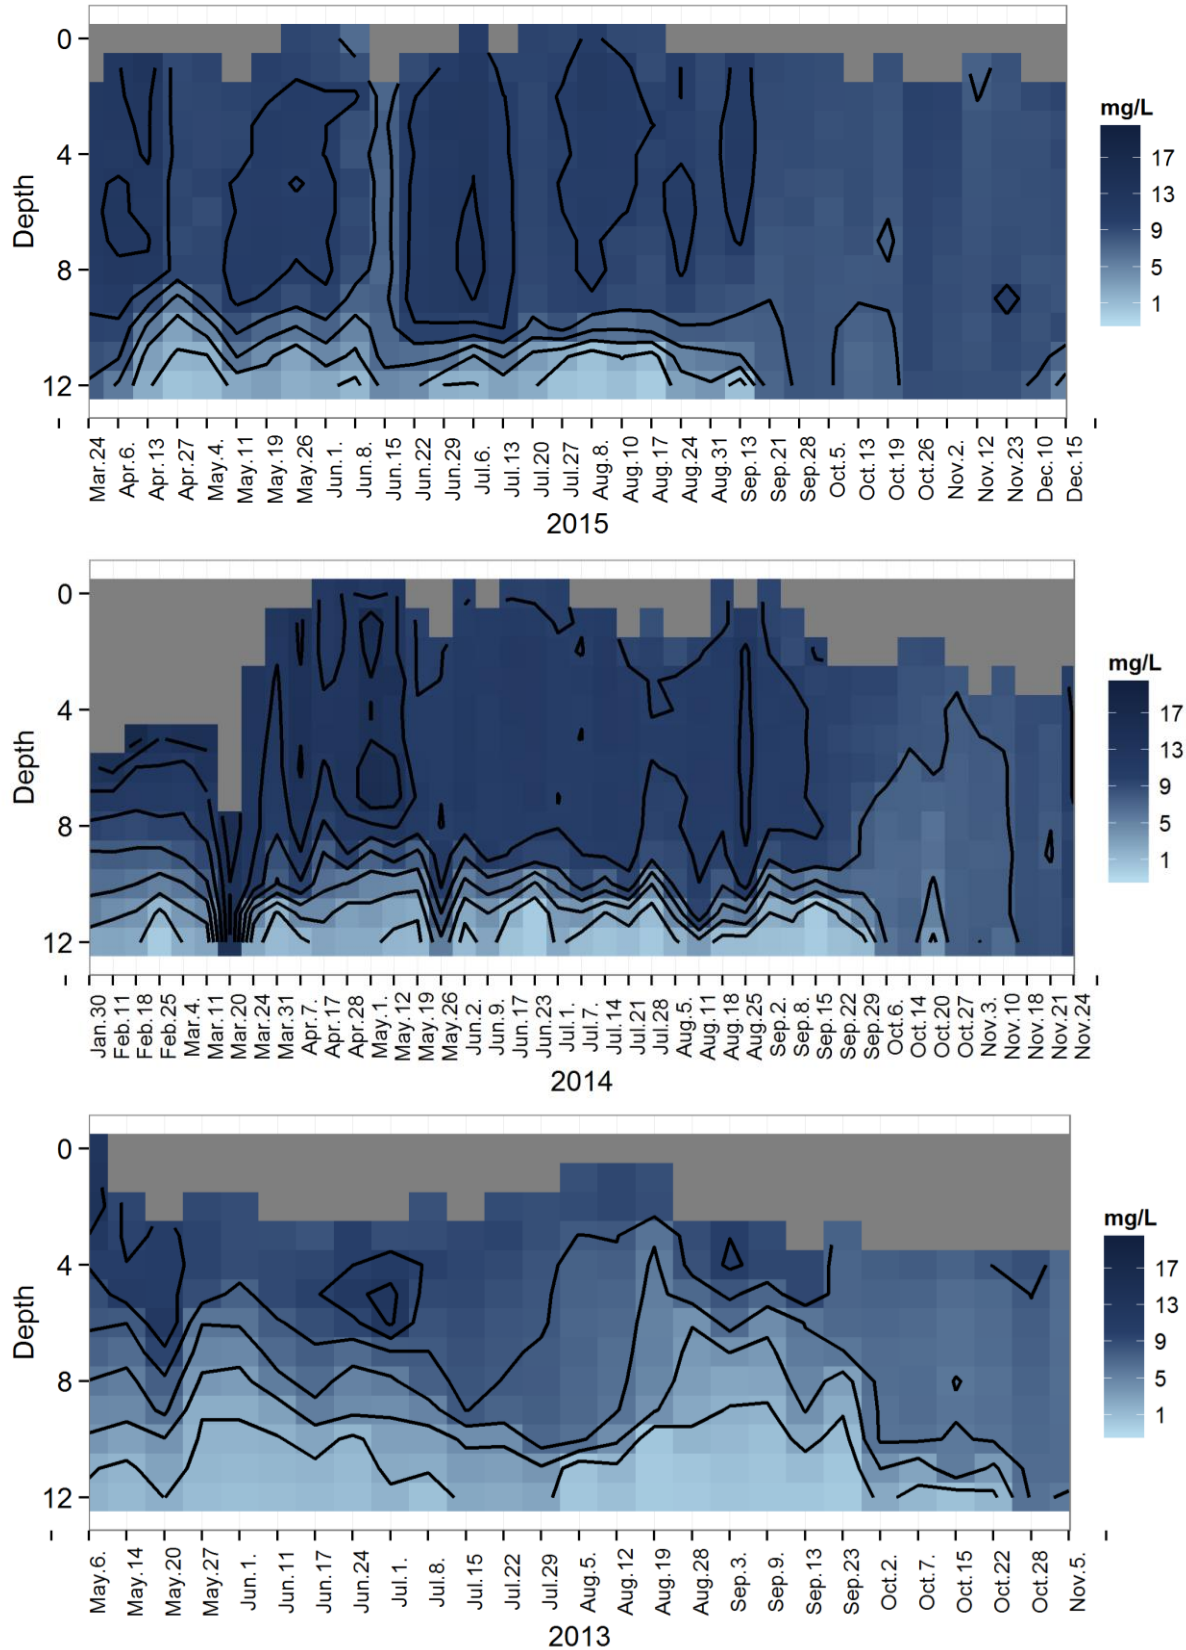 0
4
8
12
Depth
Mar.24
Apr.6.
Apr.13
Apr.27
May.4.
May.11
May.19
May.26
Jun.1.
Jun.8.
Jun.15
Jun.22
Jun.29
Jul.6.
Jul.13
Jul.20
Jul.27
Aug.8.
Aug.10
Aug.17
Aug.24
Aug.31
Sep.13
Sep.21
Sep.28
Oct.5.
Oct.13
Oct.19
Oct.26
Nov.2.
Nov.12
Nov.23
Dec.10
Dec.15
2015
mg/L
17
13
9
5
1
0
4
8
12
Depth
Jan.30
Feb.11
Feb.18
Feb.25
Mar.4.
Mar.11
Mar.20
Mar.24
Mar.31
Apr.7.
Apr.17
Apr.28
May.1.
May.12
May.19
May.26
Jun.2.
Jun.9.
Jun.17
Jun.23
Jul.1.
Jul.7.
Jul.14
Jul.21
Jul.28
Aug.5.
Aug.11
Aug.18
Aug.25
Sep.2.
Sep.8.
Sep.15
Sep.22
Sep.29
Oct.6.
Oct.14
Oct.20
Oct.27
Nov.3.
Nov.10
Nov.18
Nov.21
Nov.24
2014
mg/L
17
13
9
5
1
0
4
8
12
Depth
May.6.
May.14
May.20
May.27
Jun.1.
Jun.11
Jun.17
Jun.24
Jul.1.
Jul.8.
Jul.15
Jul.22
Jul.29
Aug.5.
Aug.12
Aug.19
Aug.28
Sep.3.
Sep.9.
Sep.13
Sep.23
Oct.2.
Oct.7.
Oct.15
Oct.22
Oct.28
Nov.5.
2013
mg/L
17
13
9
5
1